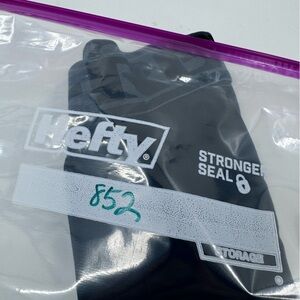 Hefty®
STRONGER
SEAL
852
STORAGE
®